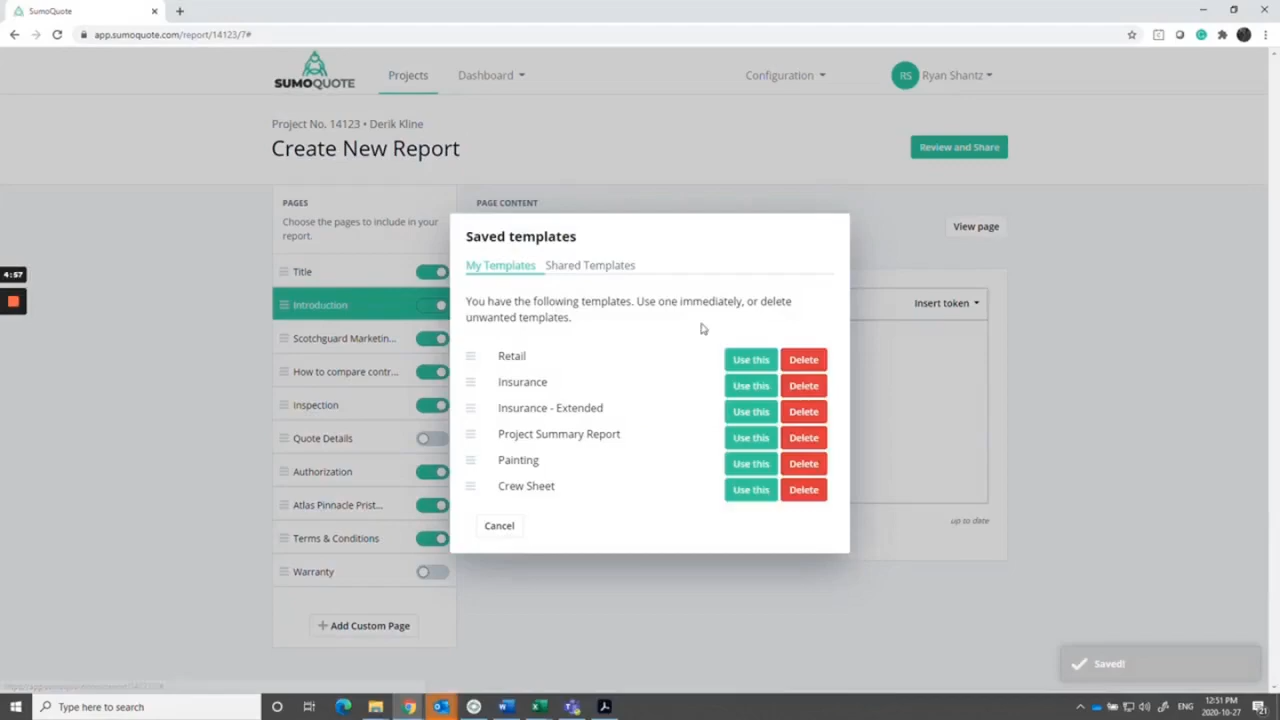 SumoQuote
app.sumoquote.com/report/14123/7#
SUMOQUOTE
Projects
Dashboard
Configuration
RS
Ryan Shantz
Project No. 14123 • Derik Kline
Create New Report
Review and Share
PAGES
Choose the pages to include in your
report.
Title
Introduction
Scotchguard Marketin...
How to compare contr...
Inspection
Quote Details
Authorization
Atlas Pinnacle Prist...
Terms & Conditions
Warranty
+ Add Custom Page
PAGE CONTENT
View page
Insert token
up to date
Saved templates
My Templates
Shared Templates
You have the following templates. Use one immediately, or delete
unwanted templates.
Retail
Use this
Delete
Insurance
Use this
Delete
Insurance - Extended
Use this
Delete
Project Summary Report
Use this
Delete
Painting
Use this
Delete
Crew Sheet
Use this
Delete
Cancel
4:57
Saved!
Type here to search
ENG
12:51 PM
2020-10-27
21